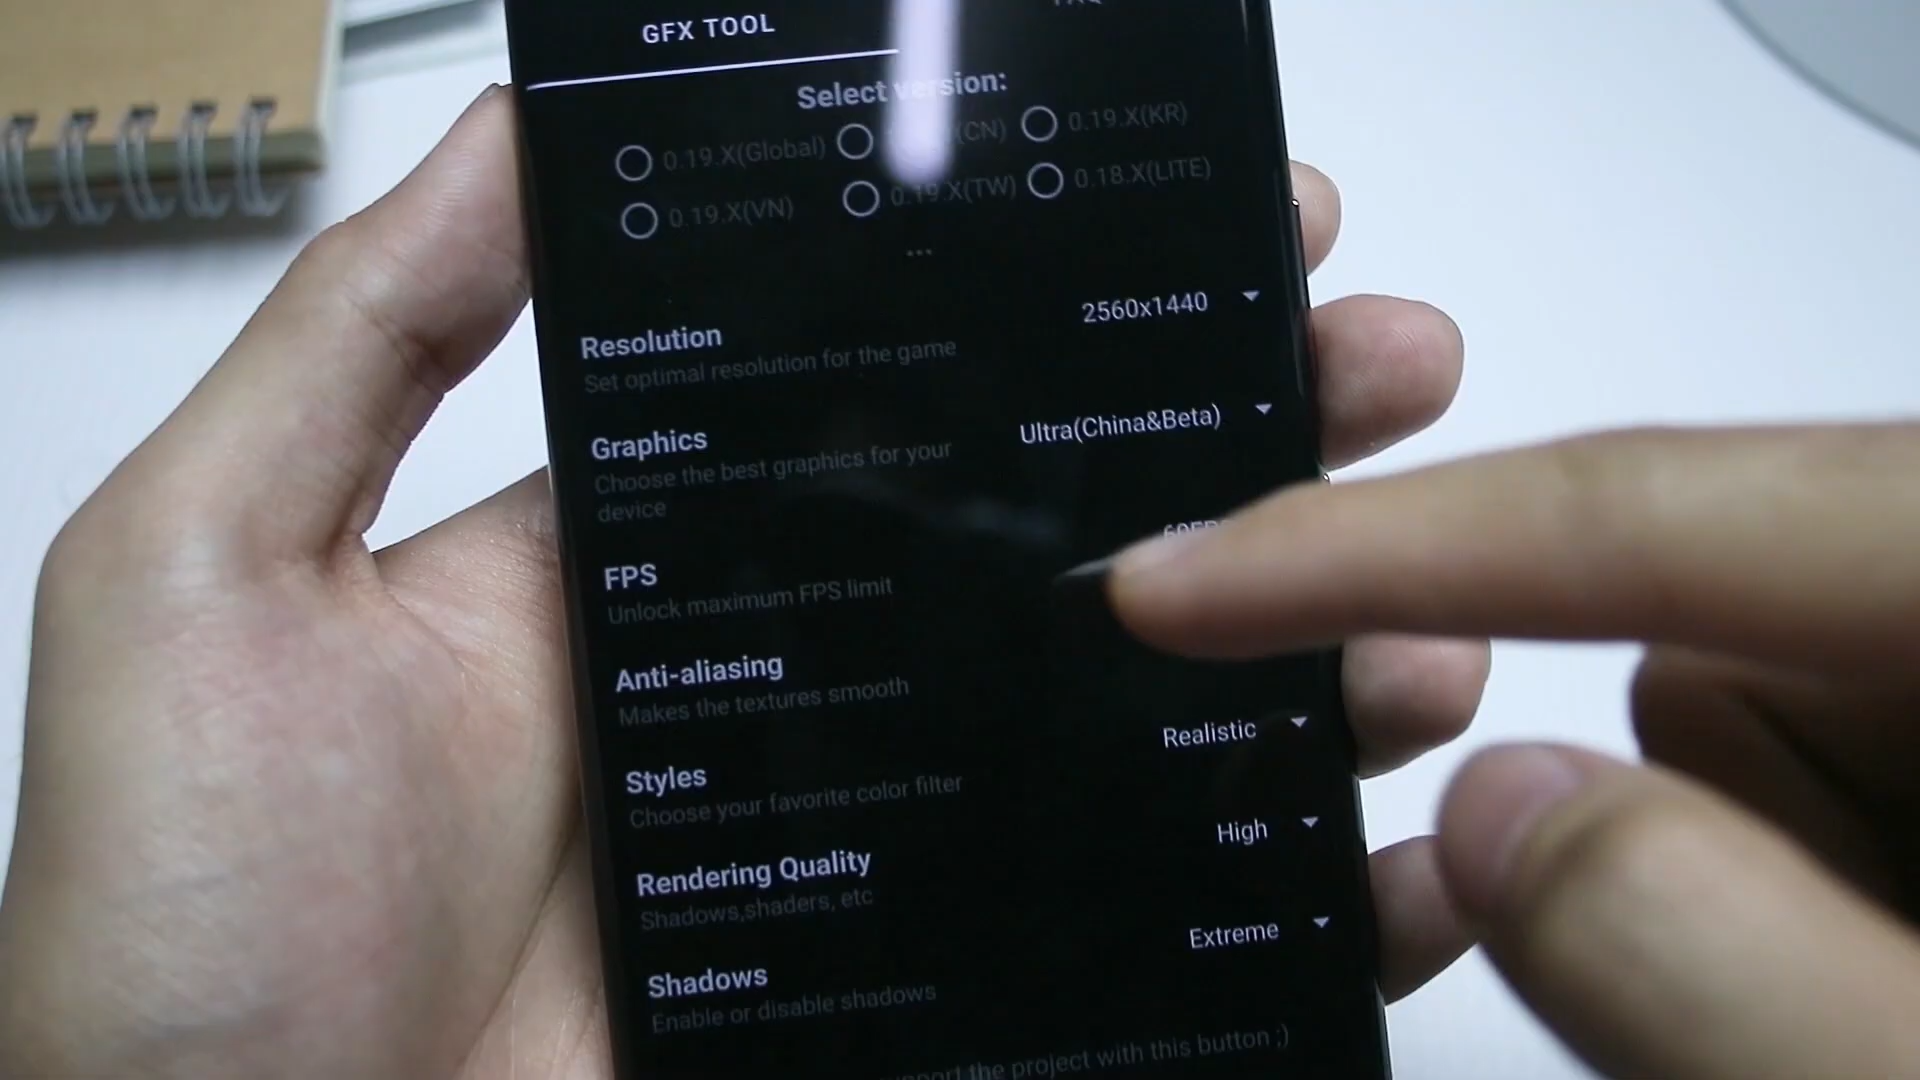 GFX TOOL
Select version:
0.19.X(Global) (CN) 0.19.X(KR)
0.19.X(VN) 0.19.X(TW) 0.18.X(LITE)
...
Resolution 2560x1440
Set optimal resolution for the game
Graphics Ultra(China&Beta)
Choose the best graphics for your
device
FPS
Unlock maximum FPS limit
Anti-aliasing
Makes the textures smooth
Styles Realistic
Choose your favorite color filter
Rendering Quality High
Shadows,shaders, etc
Shadows Extreme
Enable or disable shadows
the project with this button ;)